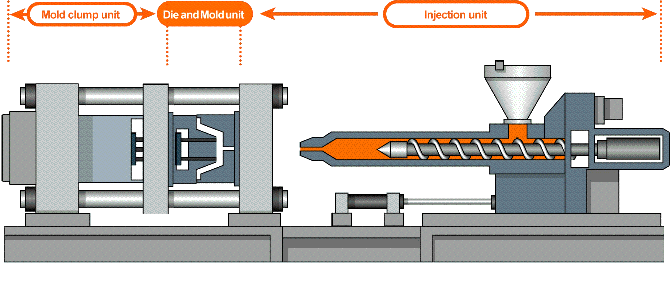 Mold clump unit
Die and Mold unit
Injection unit